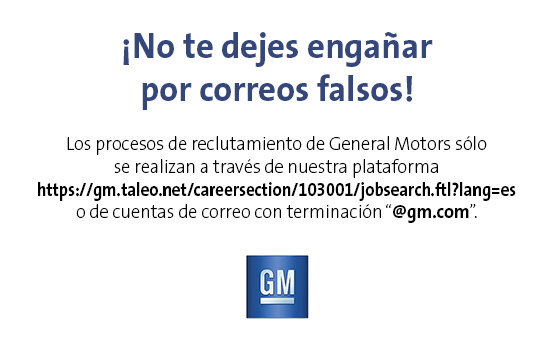 ¡No te dejes engañar
por correos falsos!
Los procesos de reclutamiento de General Motors sólo
se realizan a través de nuestra plataforma
https://gm.taleo.net/careersection/103001/jobsearch.ftl?lang=es
o de cuentas de correo con terminación “@gm.com”.
GM